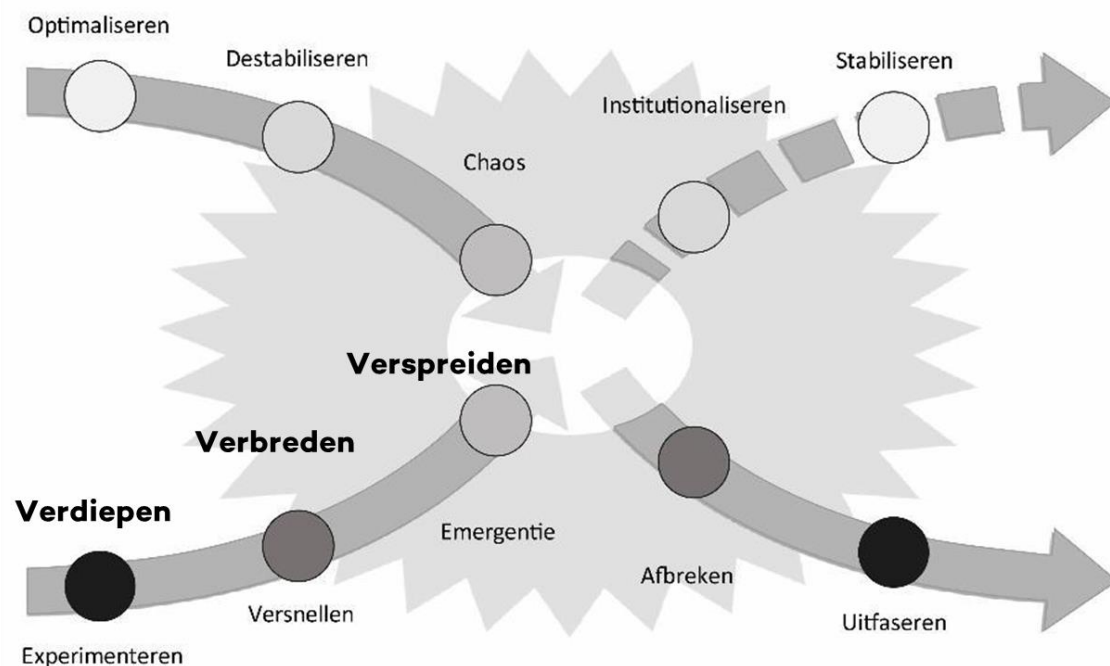 Optimaliseren
Destabiliseren
Stabiliseren
Institutionaliseren
Chaos
Verspreiden
Verbreden
Verdiepen
Emergentie
Afbreken
Versnellen
Uitfaseren
Experimenteren